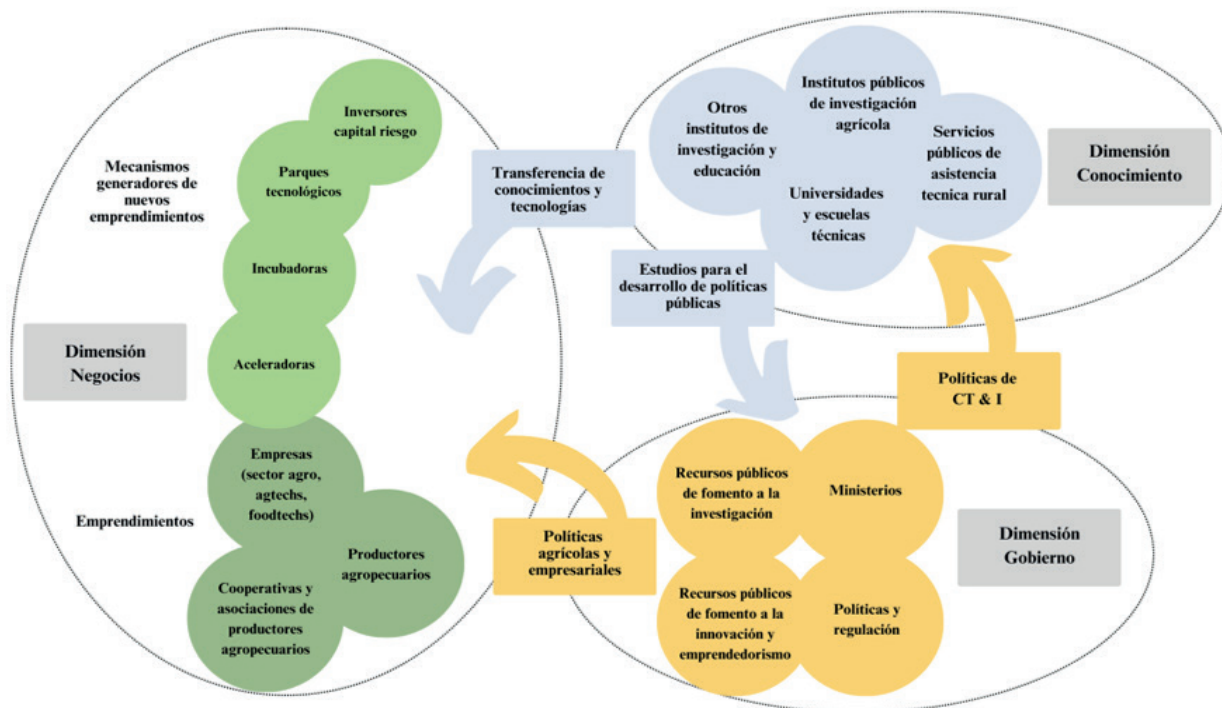 Inversores
capital riesgo
Mecanismos
generadores de
nuevos
emprendimientos
Parques
tecnológicos
Incubadoras
Dimensión
Negocios
Aceleradoras
Empresas
(sector agro,
agtechs,
foodtechs)
Emprendimientos
Productores
agropecuarios
Cooperativas y
asociaciones de
productores
agropecuarios
Transferencia de
conocimientos y
tecnologías
Estudios para el
desarrollo de políticas
públicas
Políticas
agrícolas y
empresariales
Otros
institutos de
investigación y
educación
Institutos públicos
de investigación
agrícola
Servicios
públicos de
asistencia
tecnica rural
Universidades
y escuelas
técnicas
Dimensión
Conocimiento
Políticas de
CT & I
Recursos públicos
de fomento a la
investigación
Ministerios
Recursos públicos
de fomento a la
innovación y
emprendedorismo
Políticas y
regulación
Dimensión
Gobierno